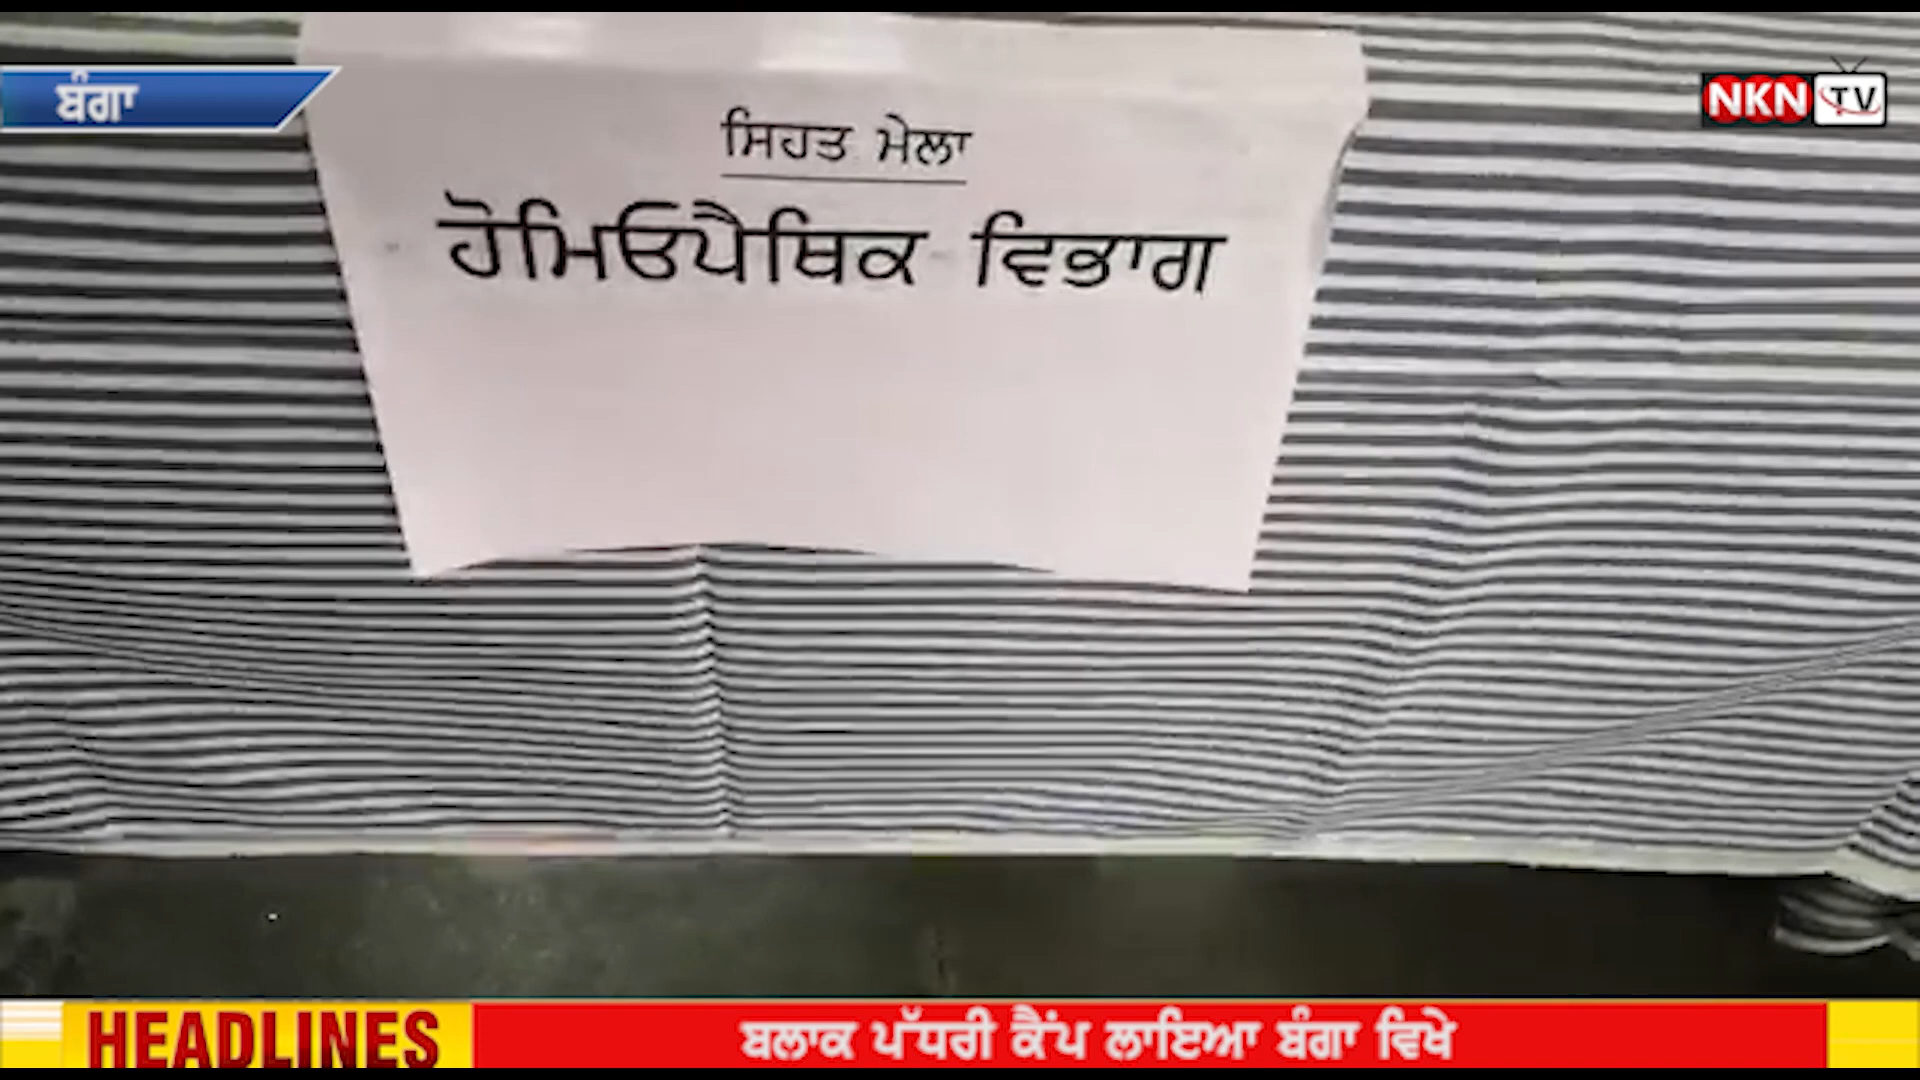 ਬੰਗਾ
NKN TV
ਸਿਹਤ ਮੇਲਾ
ਹੋਮਿਓਪੈਥਿਕ ਵਿਭਾਗ
HEADLINES
ਬਲਾਕ ਪੱਧਰੀ ਕੈਂਪ ਲਾਇਆ ਬੰਗਾ ਵਿਖੇ